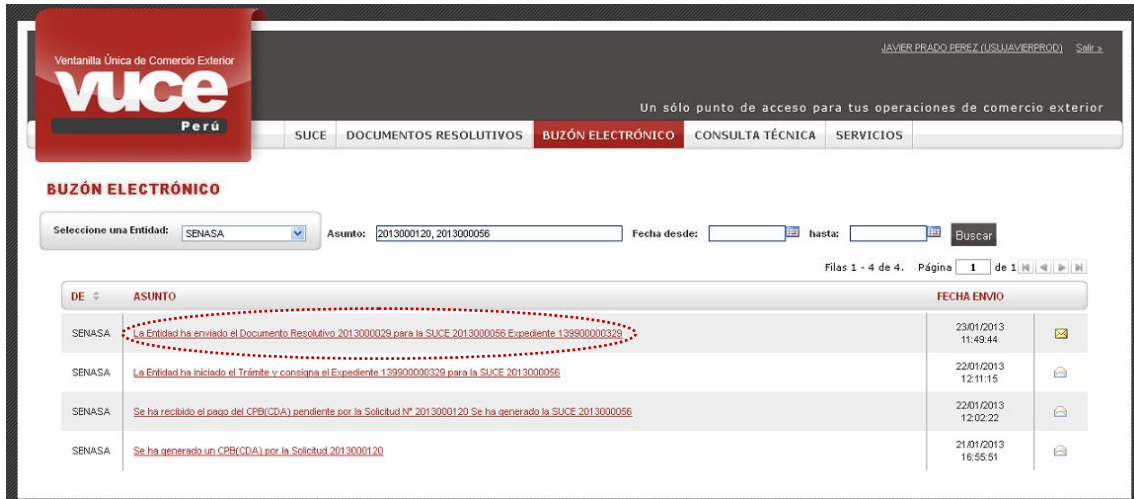 JAVIER PRADO PEREZ (USUJAVIERPROD) Salir »
Ventanilla Única de Comercio Exterior
vuce
Perú
Un sólo punto de acceso para tus operaciones de comercio exterior
SUCE DOCUMENTOS RESOLUTIVOS BUZÓN ELECTRÓNICO CONSULTA TÉCNICA SERVICIOS
BUZÓN ELECTRÓNICO
Seleccione una Entidad: SENASA Asunto: 2013000120, 2013000056 Fecha desde: hasta: Buscar
Filas 1 - 4 de 4. Página 1 de 1
DE ASUNTO FECHA ENVIO
SENASA La Entidad ha enviado el Documento Resolutivo 2013000029 para la SUCE 2013000056 Expediente 139900000329 23/01/2013
11:49:44
SENASA La Entidad ha iniciado el Trámite y consigna el Expediente 139900000329 para la SUCE 2013000056 22/01/2013
12:11:15
SENASA Se ha recibido el pago del CPB(CDA) pendiente por la Solicitud N° 2013000120 Se ha generado la SUCE 2013000056 22/01/2013
12:02:22
SENASA Se ha generado un CPB(CDA) por la Solicitud 2013000120 21/01/2013
16:55:51